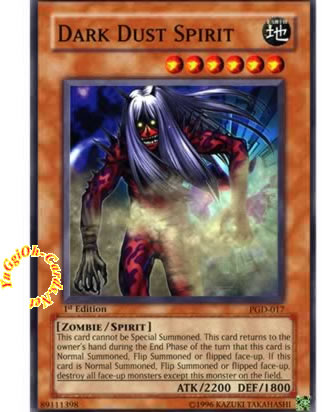 DARK DUST SPIRIT
地
YuGgiOh-Cards.Net
1st Edition
PGD-017
[ZOMBIE/SPIRIT]
This card cannot be Special Summoned. This card returns to the
owner's hand during the End Phase of the turn that this card is
Normal Summoned, Flip Summoned or flipped face-up. If this
card is Normal Summoned, Flip Summoned or flipped face-up,
destroy all face-up monsters except this monster on the field.
ATK/2200 DEF/1800
89111398
©1996 KAZUKI TAKAHASHI